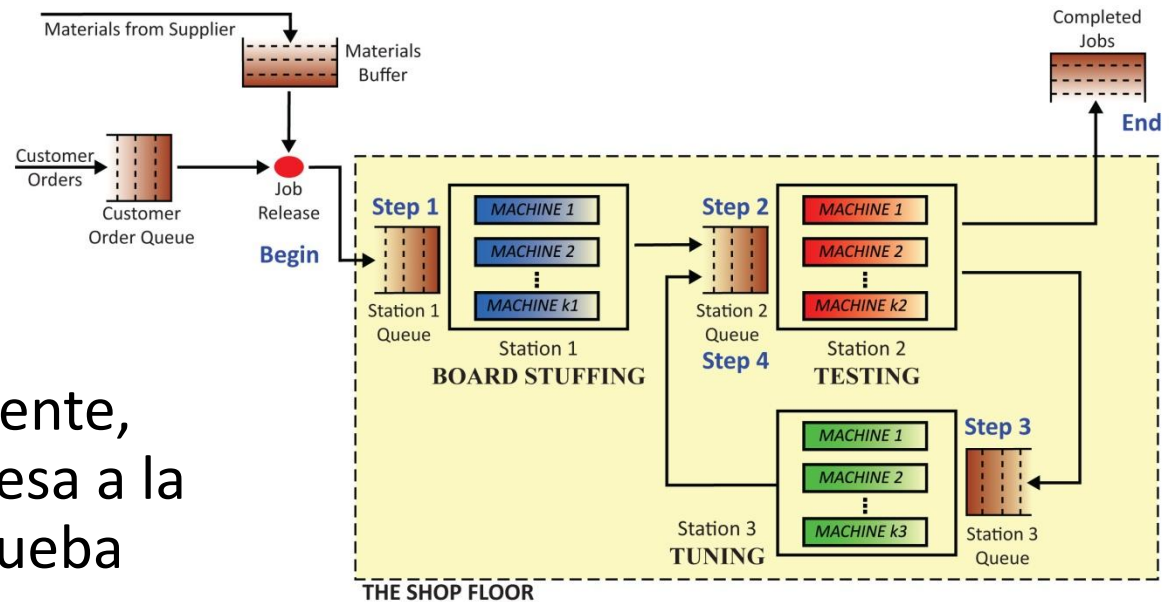 Materials from Supplier
Materials
Buffer
Customer
Orders
Customer
Order Queue
Job
Release
Begin
Completed
Jobs
End
Step 1
Station 1
Queue
MACHINE 1
MACHINE 2
MACHINE k1
Station 1
BOARD STUFFING
Step 2
Station 2
Queue
Step 4
MACHINE 1
MACHINE 2
MACHINE k2
Station 2
TESTING
Step 3
Station 3
Queue
MACHINE 1
MACHINE 2
MACHINE k3
Station 3
TUNING
THE SHOP FLOOR
ente,
esa a la
ueba